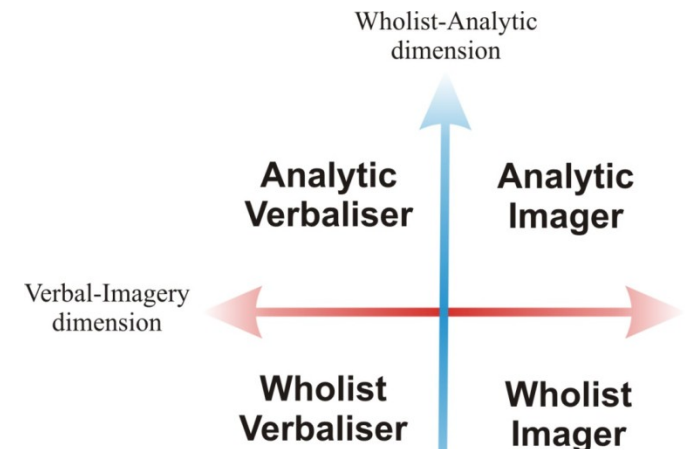 Wholist-Analytic
dimension
Analytic
Verbaliser
Analytic
Imager
Verbal-Imagery
dimension
Wholist
Verbaliser
Wholist
Imager